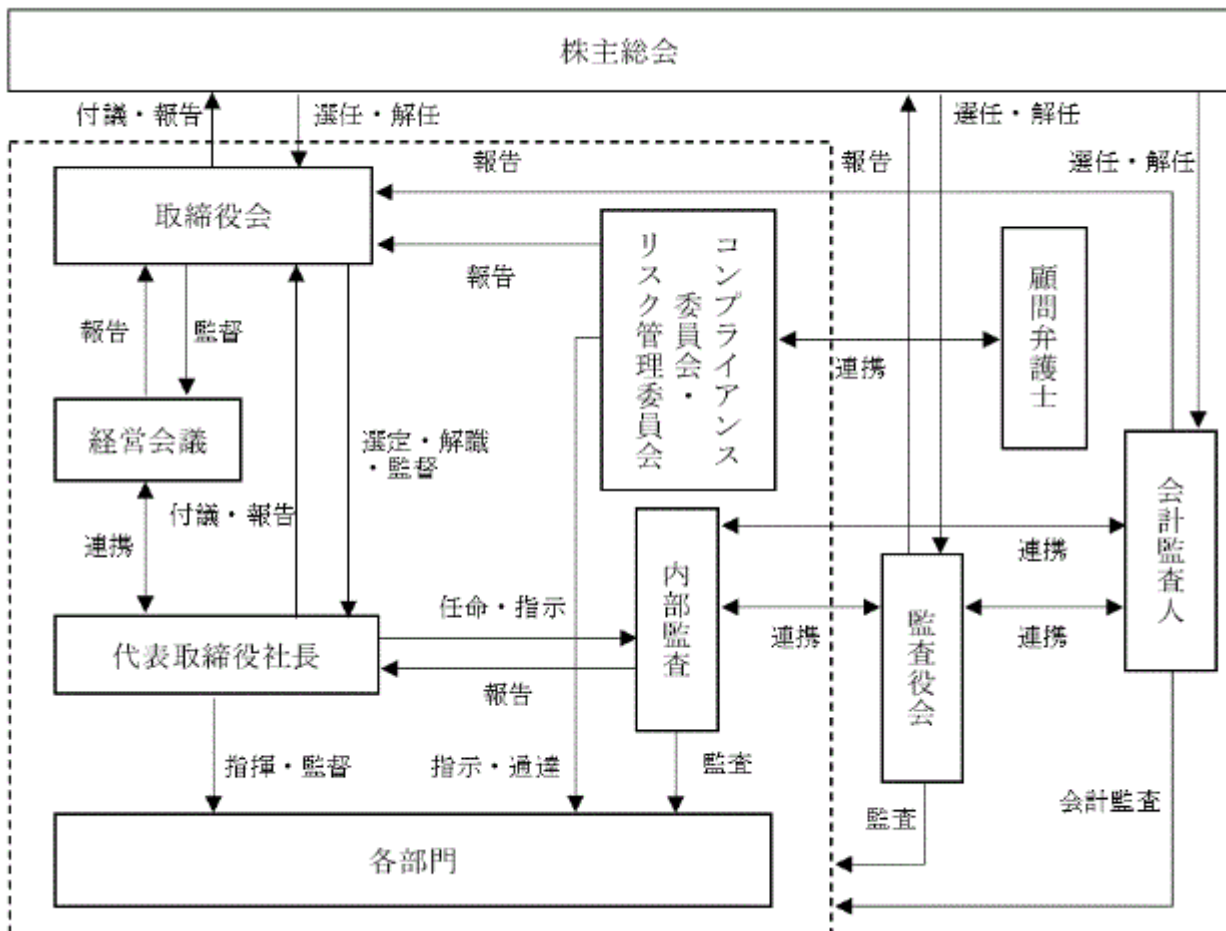 株主総会
付議・報告
選任・解任
報告
選任・解任
選任・解任
報告
取締役会
報告
コンプライアンス
委員会・
リスク管理委員会
顧問弁護士
報告
監督
連携
経営会議
選定・解職
・監督
付議・報告
連携
会計監査人
連携
内部監査
任命・指示
連携
連携
監査役会
代表取締役社長
報告
指揮・監督
指示・通達
監査
会計監査
監査
各部門